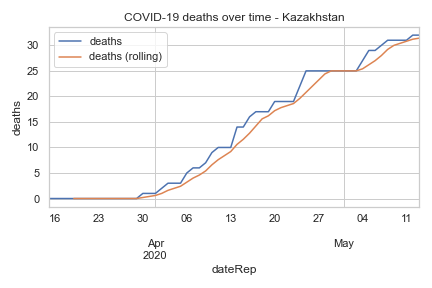 COVID-19 deaths over time - Kazakhstan
deaths
deaths (rolling)
deaths
30
25
20
15
10
5
0
16 23 30 06 13 20 27 04 11
Apr May
2020
dateRep